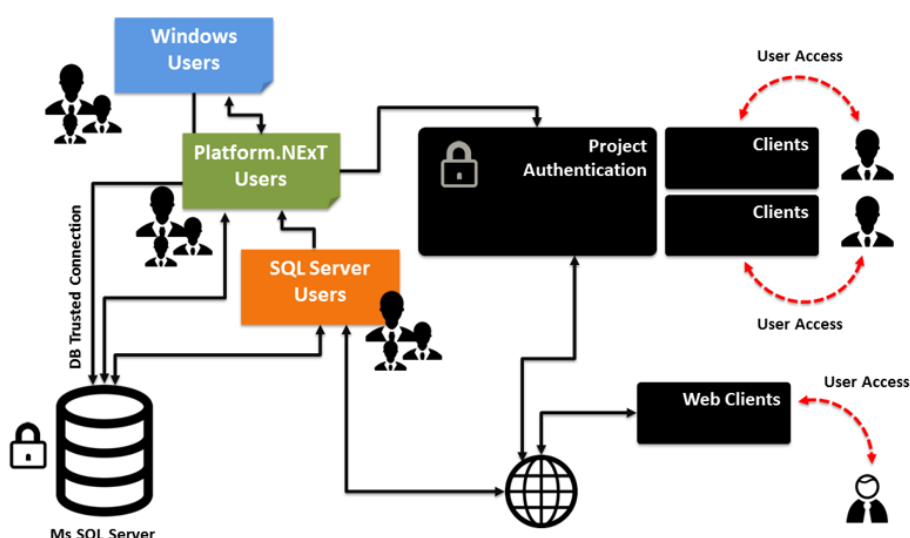 Windows
Users
User Access
Platform.NExT
Users
Project
Authentication
Clients
Clients
DB Trusted Connection
SQL Server
Users
User Access
User Access
Web Clients
Ms SQL Server